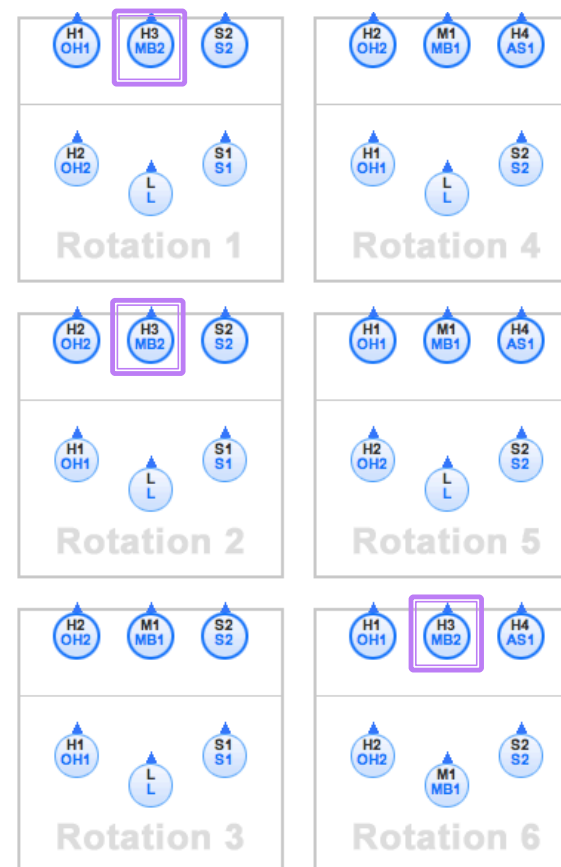 H1 H3 S2
OH1 MB2 S2
H2 S1
OH2 S1
L
L
Rotation 1
H2 M1 H4
OH2 MB1 AS1
H1 S2
OH1 S2
L
L
Rotation 4
H2 H3 S2
OH2 MB2 S2
H1 S1
OH1 S1
L
L
Rotation 2
H1 M1 H4
OH1 MB1 AS1
H2 S2
OH2 S2
L
L
Rotation 5
H2 M1 S2
OH2 MB1 S2
H1 S1
OH1 S1
L
L
Rotation 3
H1 H3 H4
OH1 MB2 AS1
H2 S2
OH2 S2
M1
MB1
Rotation 6